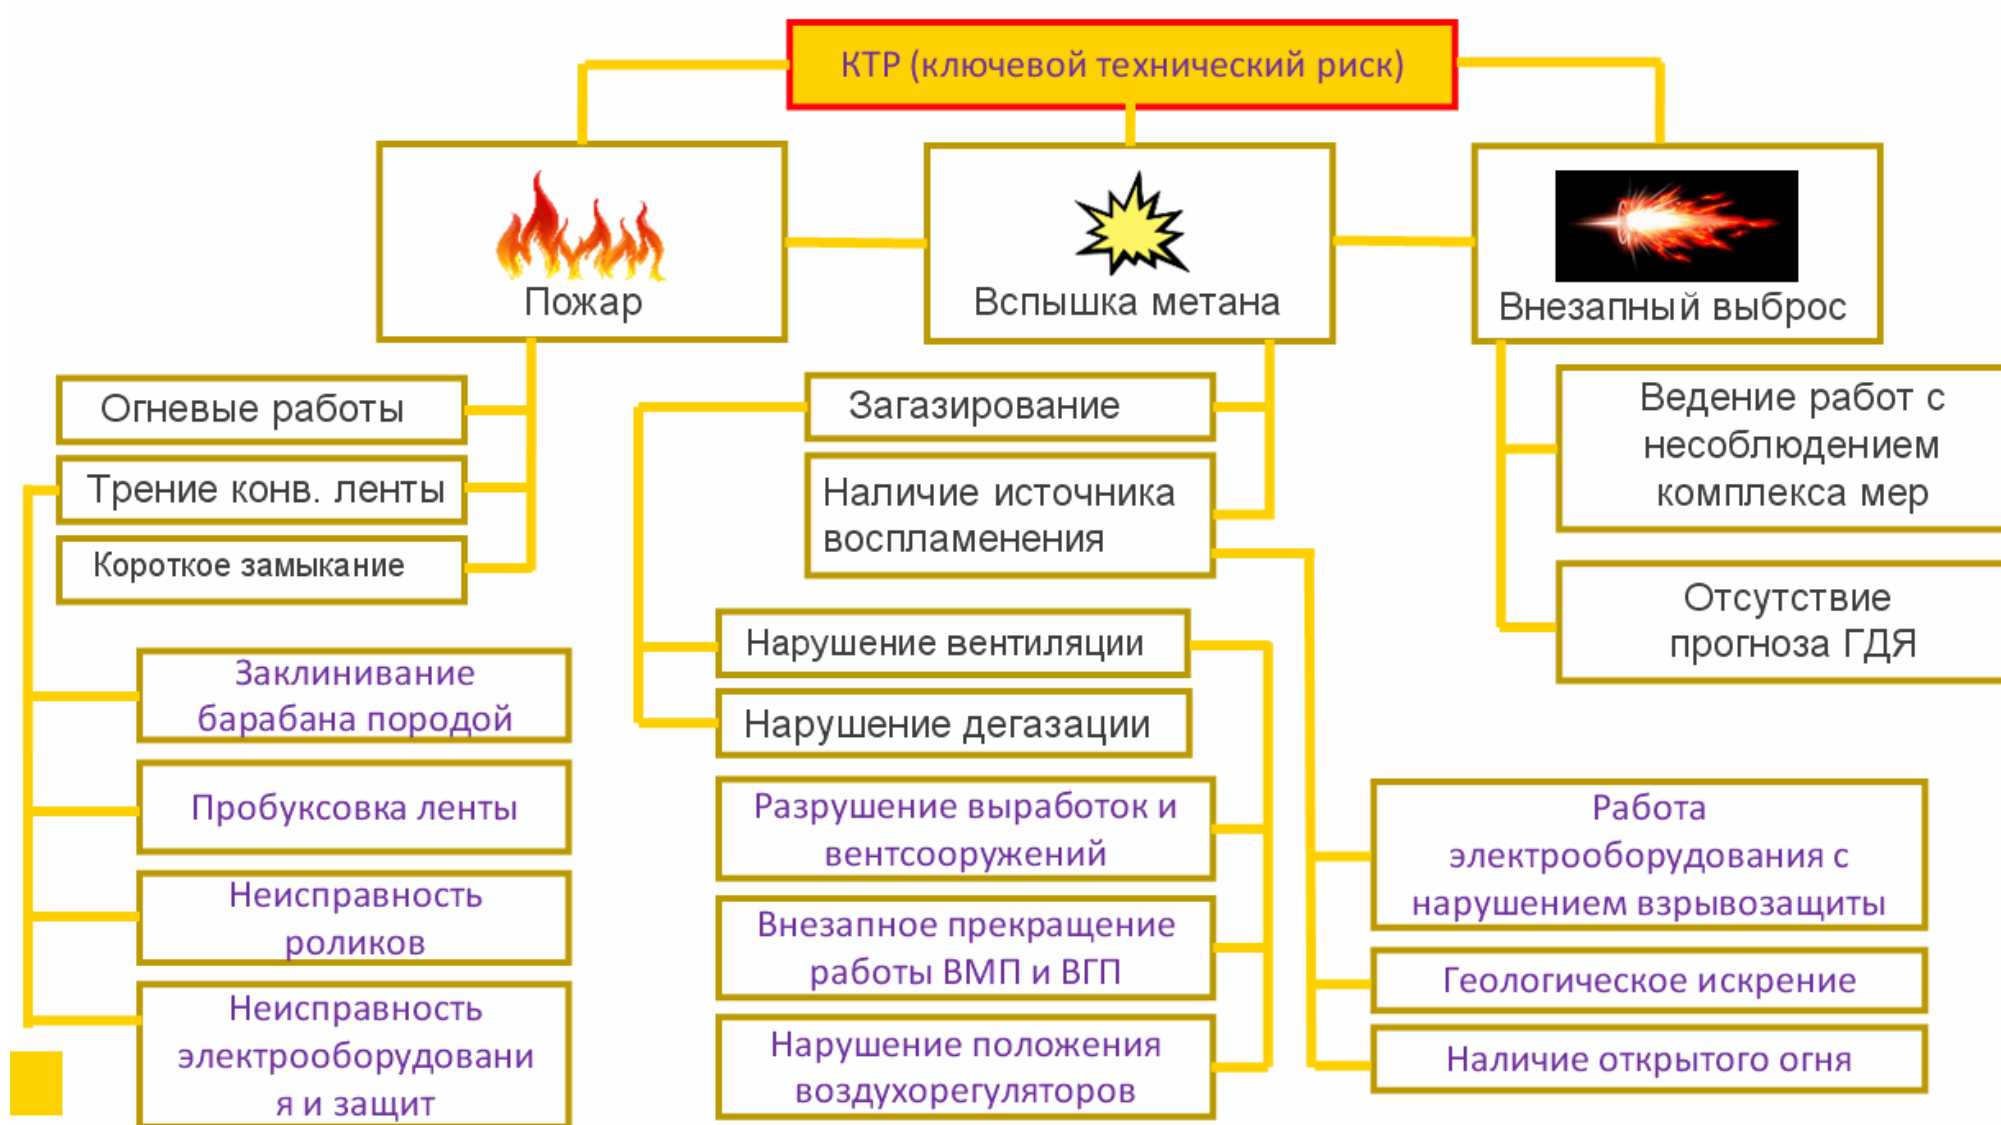 КТР (ключевой технический риск)
Пожар
Вспышка метана
Внезапный выброс
Огневые работы
Трение конв. ленты
Короткое замыкание
Заклинивание
барабана породой
Пробуксовка ленты
Неисправность
роликов
Неисправность
электрооборудовани
я и защит
Загазирование
Наличие источника
воспламенения
Нарушение вентиляции
Нарушение дегазации
Разрушение выработок и
вентсооружений
Внезапное прекращение
работы ВМП и ВГП
Нарушение положения
воздухорегуляторов
Работа
электрооборудования с
нарушением взрывозащиты
Геологическое искрение
Наличие открытого огня
Ведение работ с
несоблюдением
комплекса мер
Отсутствие
прогноза ГДЯ